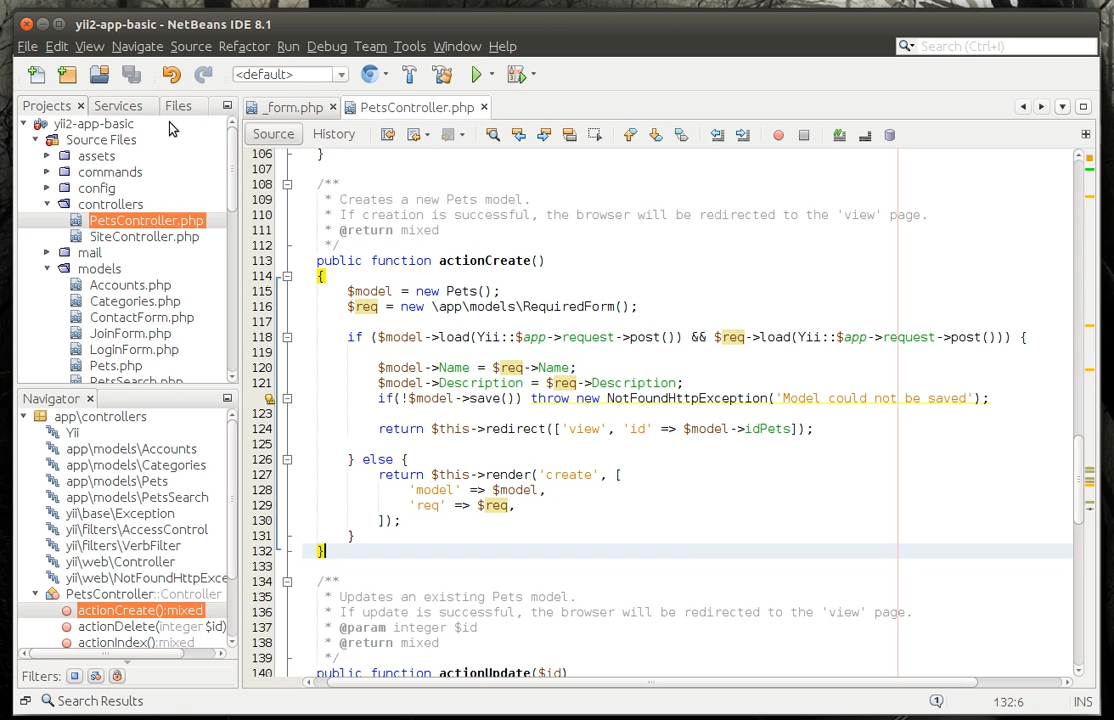 yii2-app-basic - NetBeans IDE 8.1
File Edit View Navigate Source Refactor Run Debug Team Tools Window Help
Search (Ctrl+I)
<default>
Projects Services Files
yii2-app-basic
Source Files
assets
commands
config
controllers
PetsController.php
SiteController.php
mail
models
Accounts.php
Categories.php
ContactForm.php
JoinForm.php
LoginForm.php
Pets.php
PetsSearch.php
Navigator
app\controllers
Yii
app\models\Accounts
app\models\Categories
app\models\Pets
app\models\PetsSearch
yii\base\Exception
yii\filters\AccessControl
yii\filters\VerbFilter
yii\web\Controller
yii\web\NotFoundHttpExce
PetsController::Controller
actionCreate():mixed
actionDelete(integer $id)
actionIndex():mixed
Filters:
_form.php PetsController.php
Source History
106 }
107
108 /**
109 * Creates a new Pets model.
110 * If creation is successful, the browser will be redirected to the 'view' page.
111 * @return mixed
112 */
113 public function actionCreate()
114 {
115 $model = new Pets();
116 $req = new \app\models\RequiredForm();
117
118 if ($model->load(Yii::$app->request->post()) && $req->load(Yii::$app->request->post())) {
119
120 $model->Name = $req->Name;
121 $model->Description = $req->Description;
if(!$model->save()) throw new NotFoundHttpException('Model could not be saved');
123
124 return $this->redirect(['view', 'id' => $model->idPets]);
125
126 } else {
127 return $this->render('create', [
128 'model' => $model,
129 'req' => $req,
130 ]);
131 }
132 }
133
134 /**
135 * Updates an existing Pets model.
136 * If update is successful, the browser will be redirected to the 'view' page.
137 * @param integer $id
138 * @return mixed
139 */
140 public function actionUpdate($id)
Search Results
1 132:6 INS